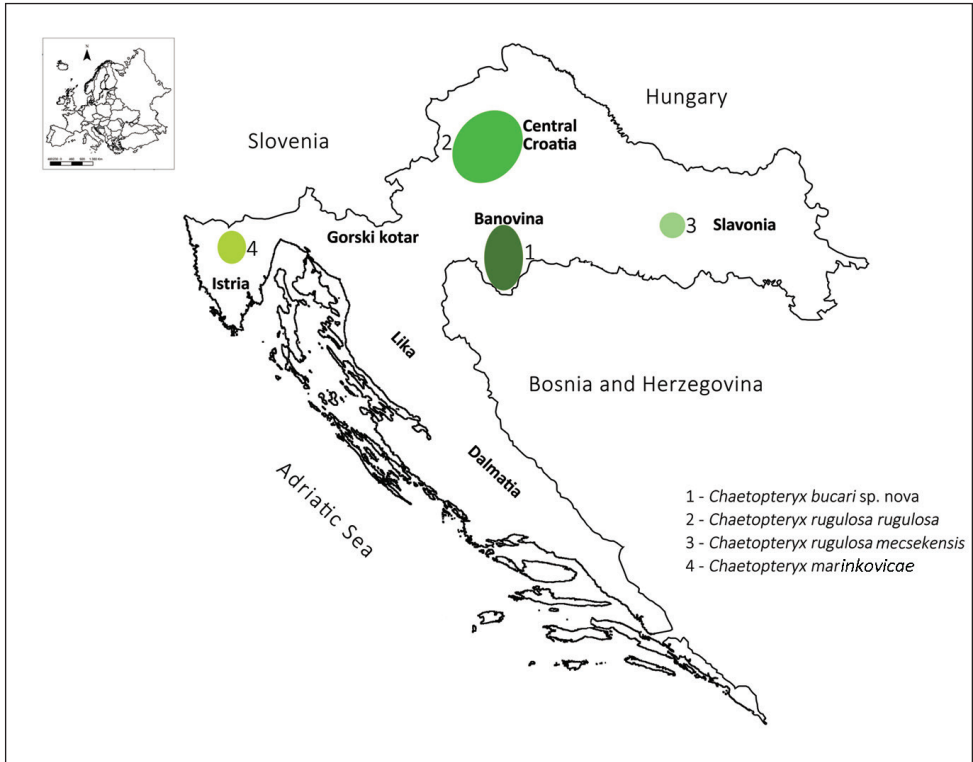 N
Hungary
Slovenia
2
Central
Croatia
Banovina
3
Slavonia
Gorski kotar
4
1
Istria
Lika
Bosnia and Herzegovina
Dalmatia
Adriatic Sea
1 - Chaetopteryx bucari sp. nova
2 - Chaetopteryx rugulosa rugulosa
3 - Chaetopteryx rugulosa mecsekensis
4 - Chaetopteryx marinkovicae